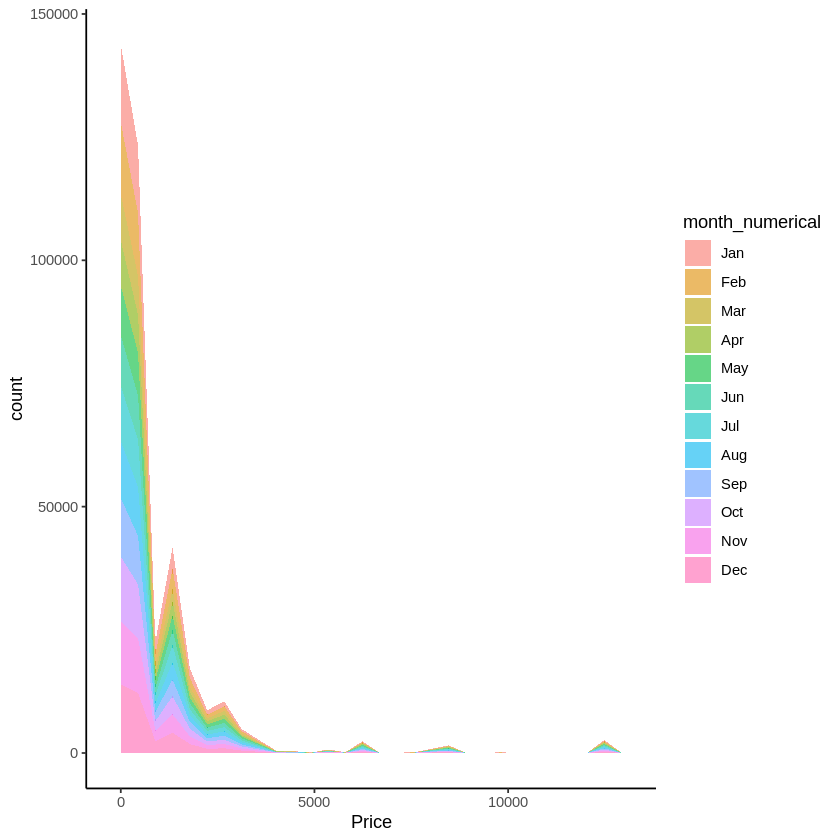 150000
100000
50000
0
count
0
5000
10000
Price
month_numerical
Jan
Feb
Mar
Apr
May
Jun
Jul
Aug
Sep
Oct
Nov
Dec